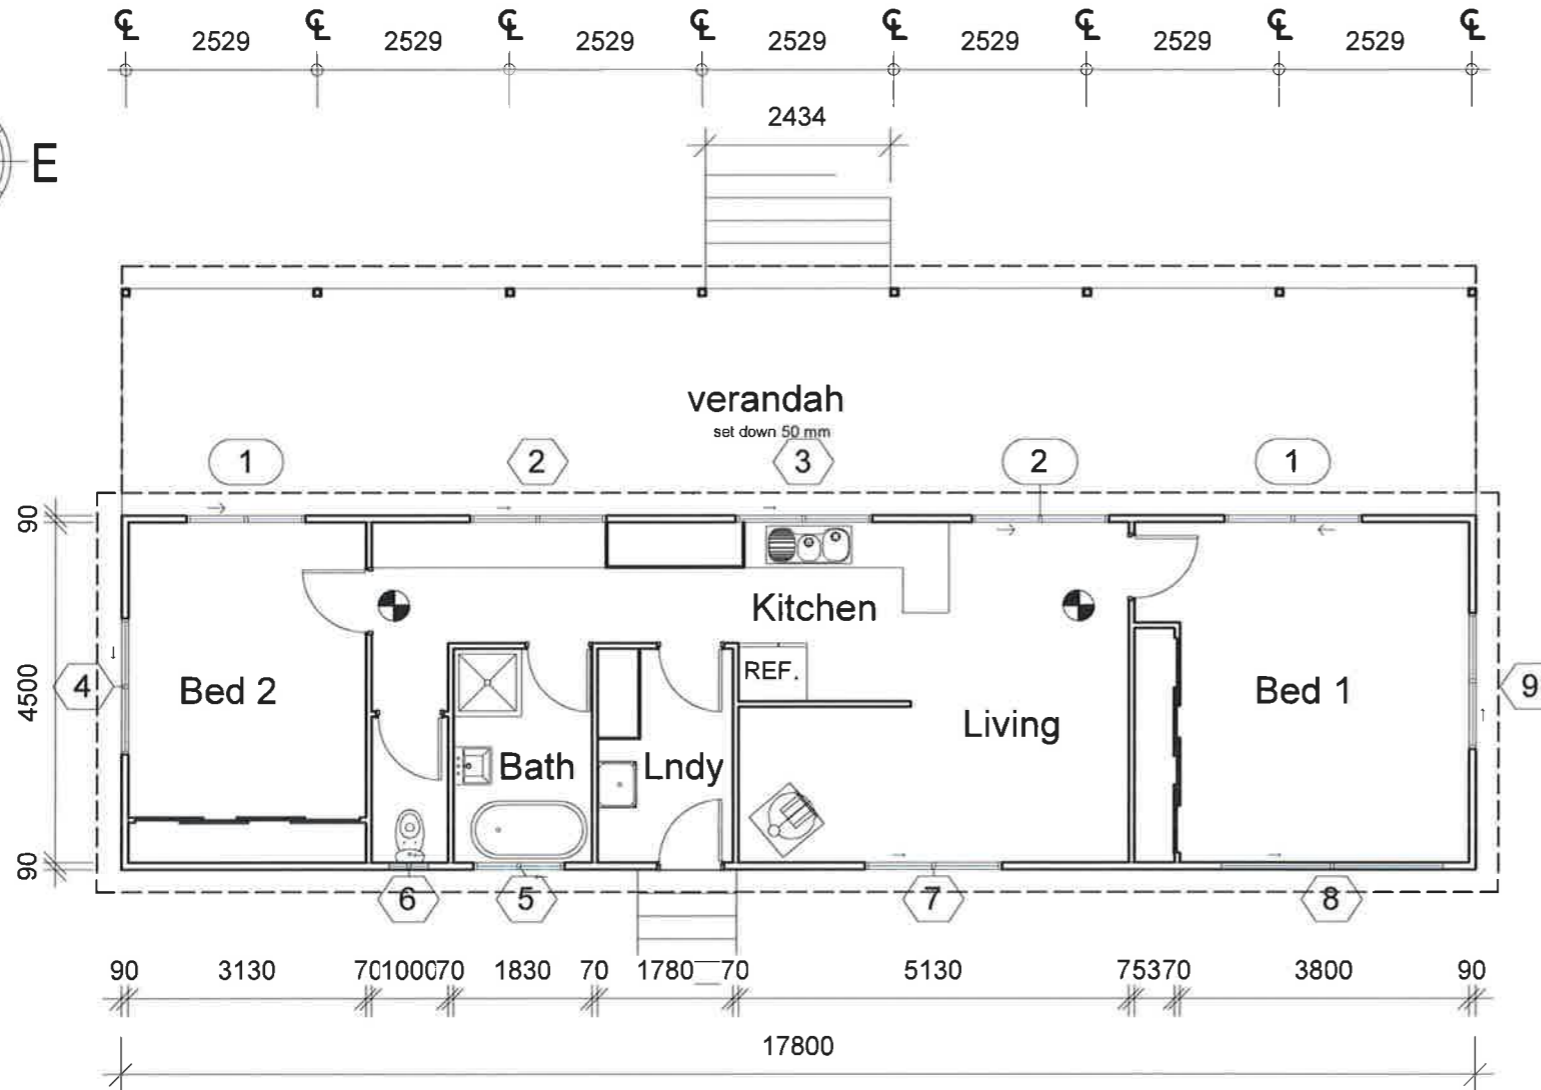 ℄ ℄ ℄ ℄ ℄ ℄ ℄ ℄
2529 2529 2529 2529 2529 2529 2529
2434
E
verandah
set down 50 mm
1 2 3 2 1
90
Kitchen
4500
4 Bed 2 REF. Bed 1 9
Living
Bath Lndy
90
6 5 7 8
90 3130 70 1000 70 1830 70 1780 70 5130 75370 3800 90
17800